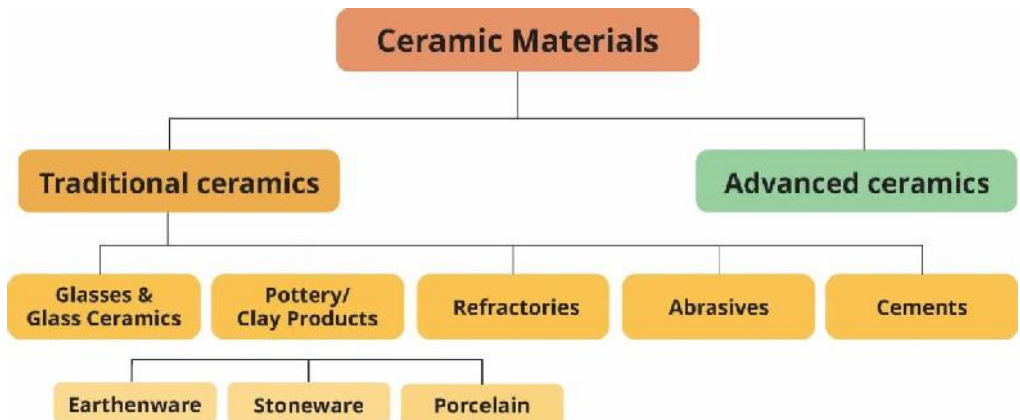 Ceramic Materials
Traditional ceramics
Advanced ceramics
Glasses &
Glass Ceramics
Pottery/
Clay Products
Refractories
Abrasives
Cements
Earthenware
Stoneware
Porcelain